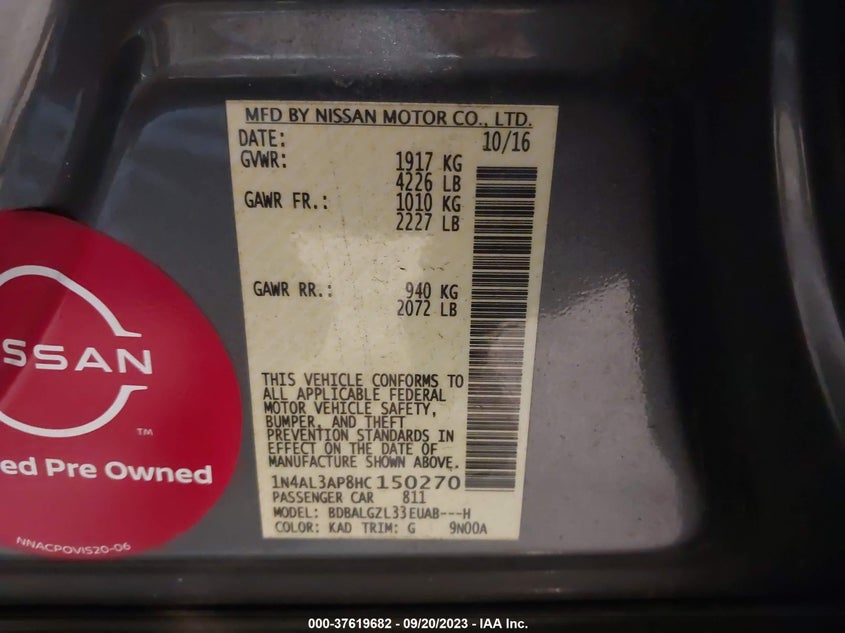 MFD BY NISSAN MOTOR CO., LTD.
DATE: 10/16
GVWR: 1917 KG
4226 LB
GAWR FR.: 1010 KG
2227 LB
GAWR RR.: 940 KG
2072 LB
THIS VEHICLE CONFORMS TO
ALL APPLICABLE FEDERAL
MOTOR VEHICLE SAFETY,
BUMPER, AND THEFT
PREVENTION STANDARDS IN
EFFECT ON THE DATE OF
MANUFACTURE SHOWN ABOVE.
1N4AL3AP8HC150270
PASSENGER CAR 811
MODEL: BDBALGZL33EUAB---H
COLOR: KAD TRIM: G 9N00A
SSAN
TM
ed Pre Owned
NNACPOVIS20-06
000-37619682 - 09/20/2023 - IAA Inc.